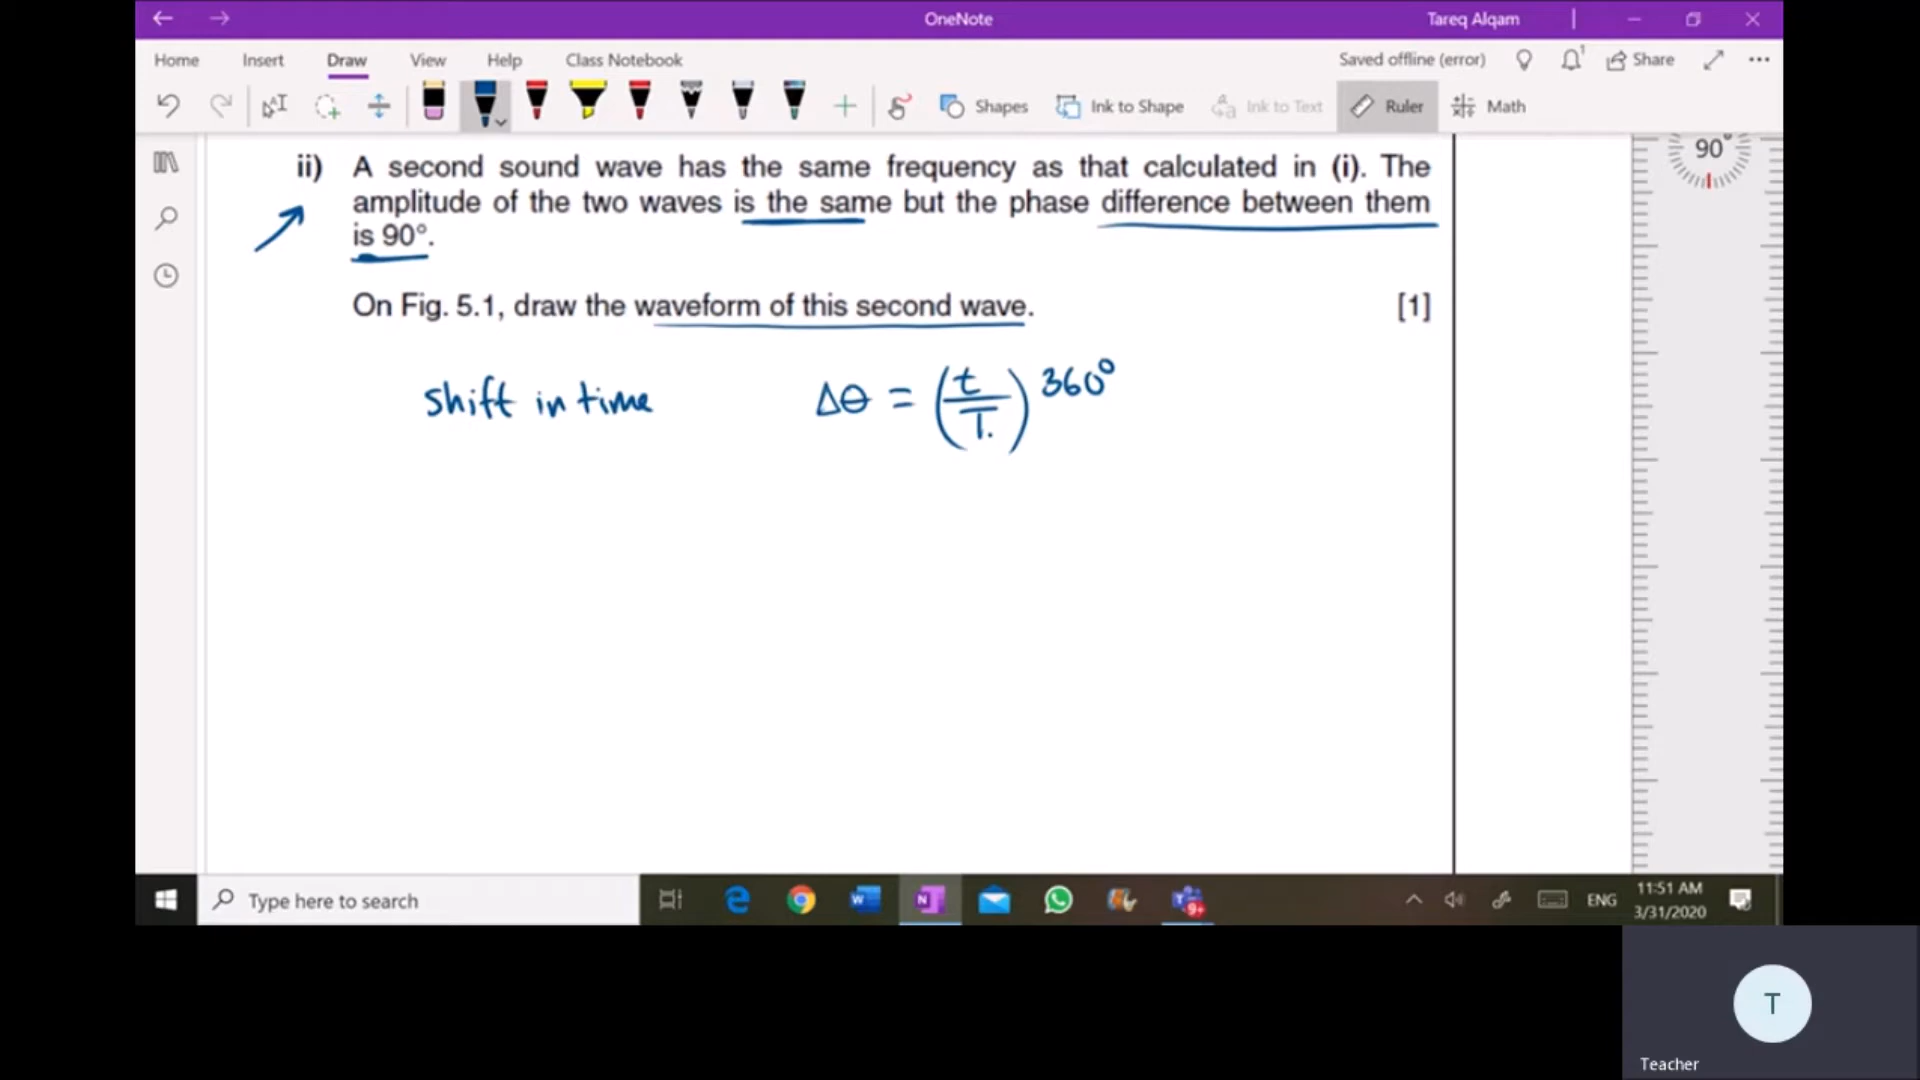 OneNote
Tareq Alqam
Home Insert Draw View Help Class Notebook
Saved offline (error)
1
Share
Shapes
Ink to Shape
Ink to Text
Ruler
Math
90°
ii) A second sound wave has the same frequency as that calculated in (i). The
amplitude of the two waves is the same but the phase difference between them
is 90°.
On Fig. 5.1, draw the waveform of this second wave. [1]
shift in time Δθ = (t/T) 360°
Type here to search
9+
ENG
11:51 AM
3/31/2020
T
Teacher